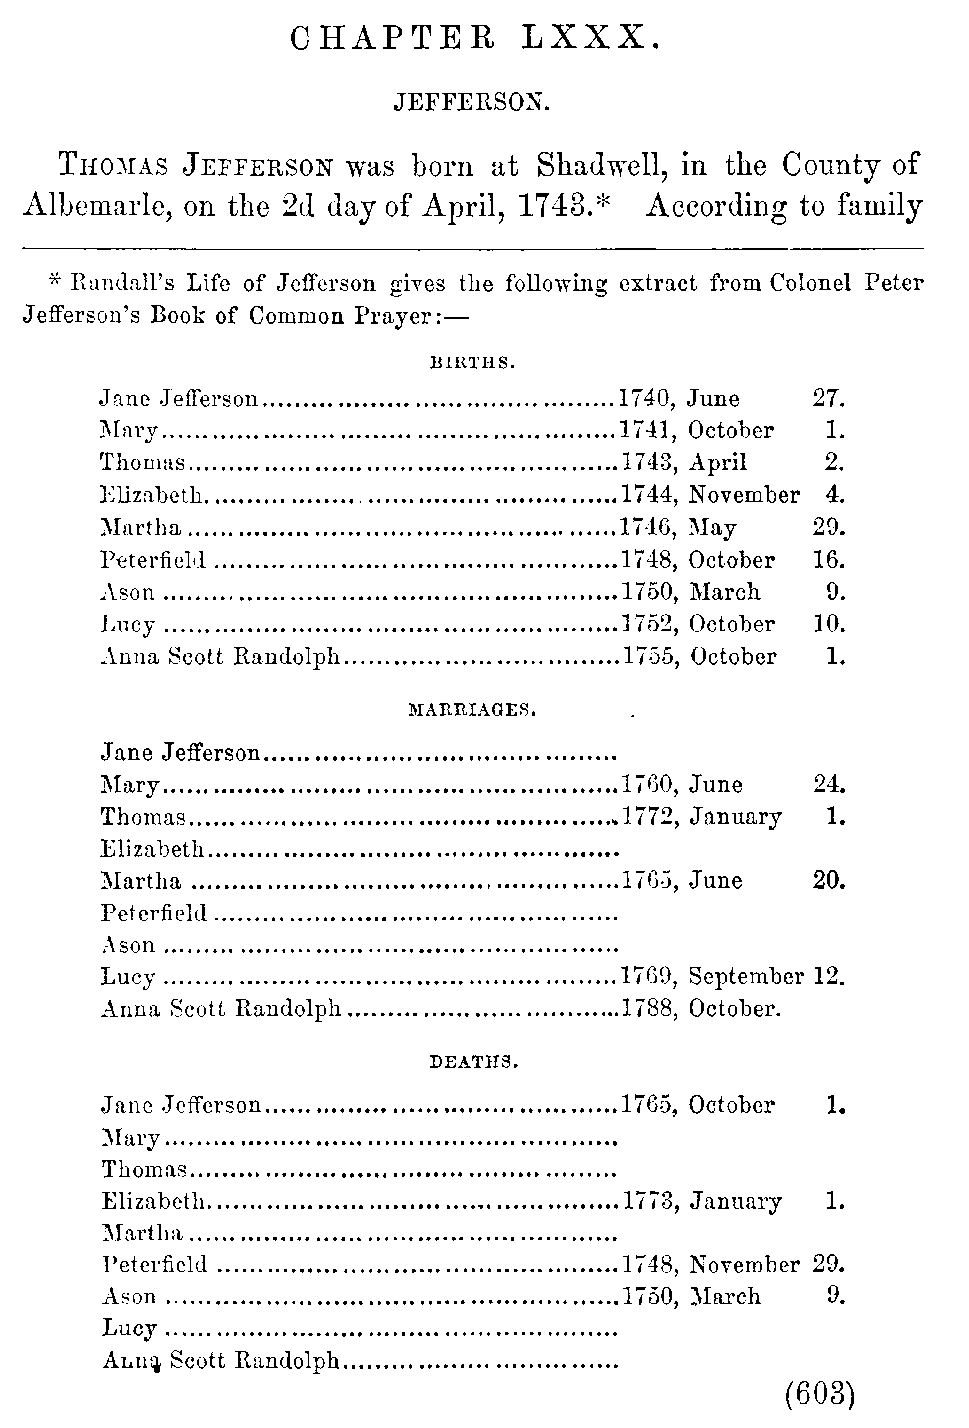 CHAPTER LXXX.
JEFFERSON.
THOMAS JEFFERSON was born at Shadwell, in the County of
Albemarle, on the 2d day of April, 1743.* According to family
* Randall's Life of Jefferson gives the following extract from Colonel Peter
Jefferson's Book of Common Prayer:—
BIRTHS.
Jane Jefferson........................................1740, June 27.
Mary........................................1741, October 1.
Thomas........................................1743, April 2.
Elizabeth........................................1744, November 4.
Martha........................................1746, May 29.
Peterfield........................................1748, October 16.
Ason........................................1750, March 9.
Lucy........................................1752, October 10.
Anna Scott Randolph........................................1755, October 1.
MARRIAGES.
Jane Jefferson........................................
Mary........................................1760, June 24.
Thomas........................................1772, January 1.
Elizabeth........................................
Martha........................................1765, June 20.
Peterfield........................................
Ason........................................
Lucy........................................1769, September 12.
Anna Scott Randolph........................................1788, October.
DEATHS.
Jane Jefferson........................................1765, October 1.
Mary........................................
Thomas........................................
Elizabeth........................................1773, January 1.
Martha........................................
Peterfield........................................1748, November 29.
Ason........................................1750, March 9.
Lucy........................................
Anna Scott Randolph........................................
(603)